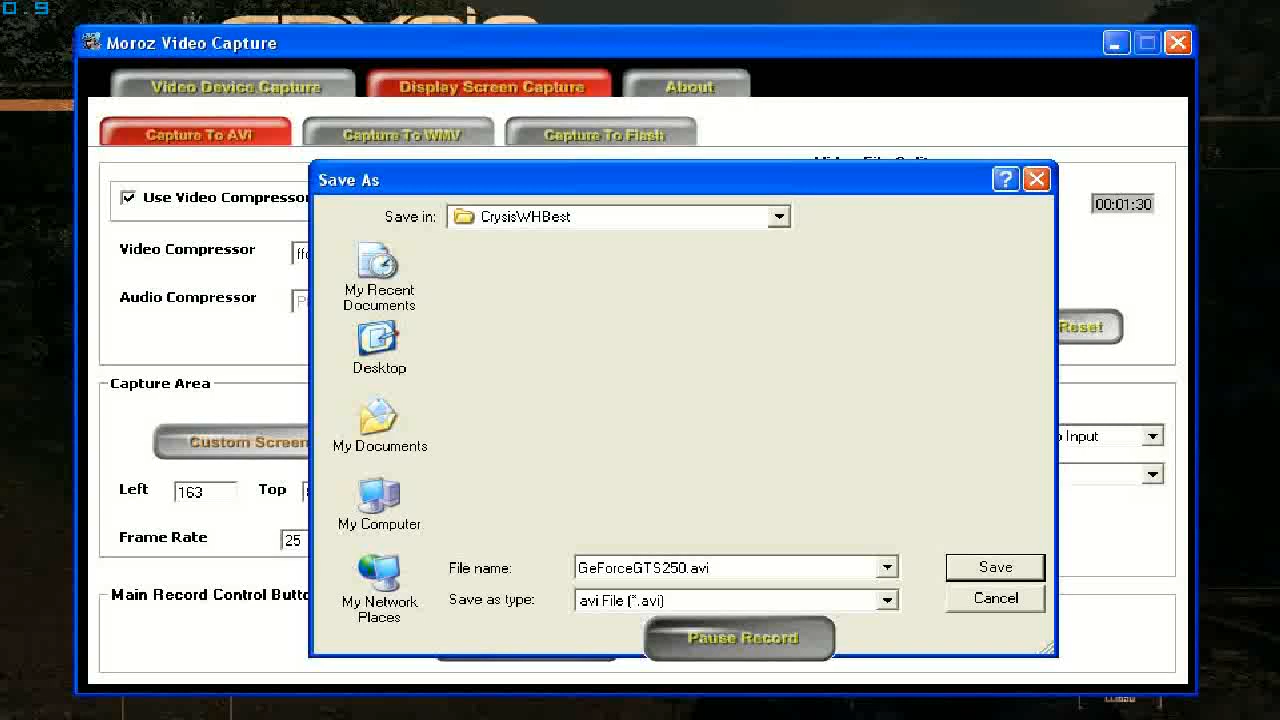 0.9
Moroz Video Capture
Video Device Capture
Display Screen Capture
About
Capture To AVI
Capture To WMV
Capture To Flash
Save As
Use Video Compressor
Save in:
CrysisWHBest
00:01:30
Video Compressor
My Recent
Documents
Audio Compressor
Reset
Desktop
Capture Area
Custom Screen
My Documents
Input
Left
163
Top
My Computer
Frame Rate
25
File name:
GeForceGTS250.avi
Save
Main Record Control
My Network
Places
Save as type:
avi File (*.avi)
Cancel
Pause Record